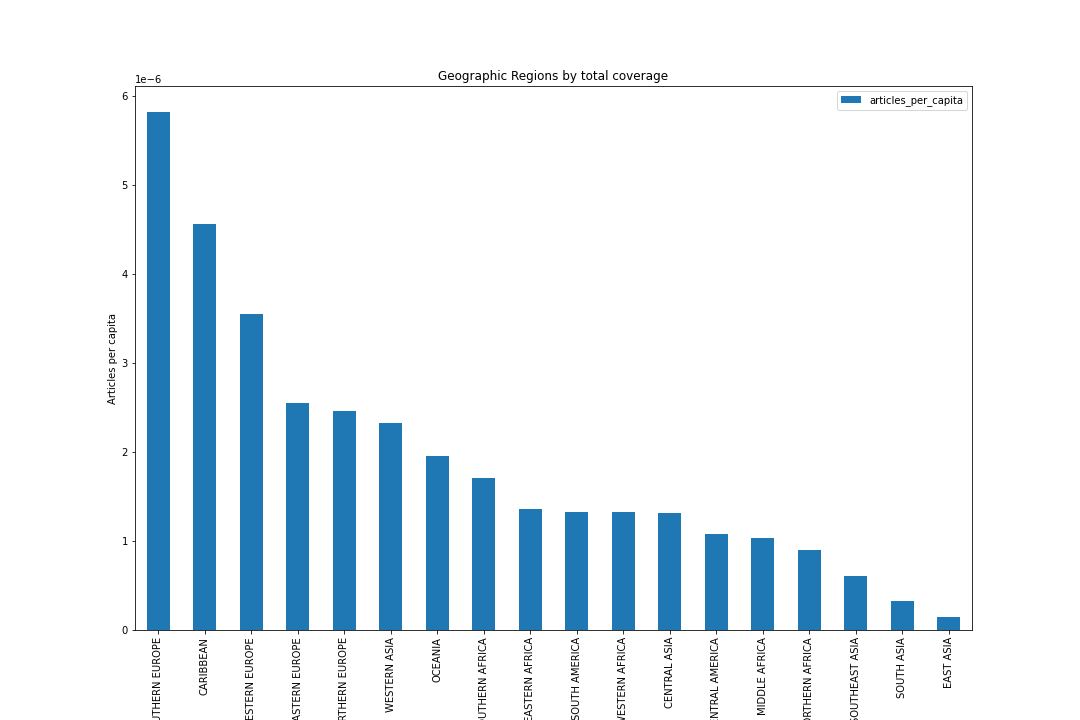 Geographic Regions by total coverage
1e−6
articles_per_capita
6
5
4
3
2
1
0
Articles per capita
UTHERN EUROPE
CARIBBEAN
ESTERN EUROPE
ASTERN EUROPE
RTHERN EUROPE
WESTERN ASIA
OCEANIA
OUTHERN AFRICA
EASTERN AFRICA
SOUTH AMERICA
WESTERN AFRICA
CENTRAL ASIA
NTRAL AMERICA
MIDDLE AFRICA
ORTHERN AFRICA
SOUTHEAST ASIA
SOUTH ASIA
EAST ASIA